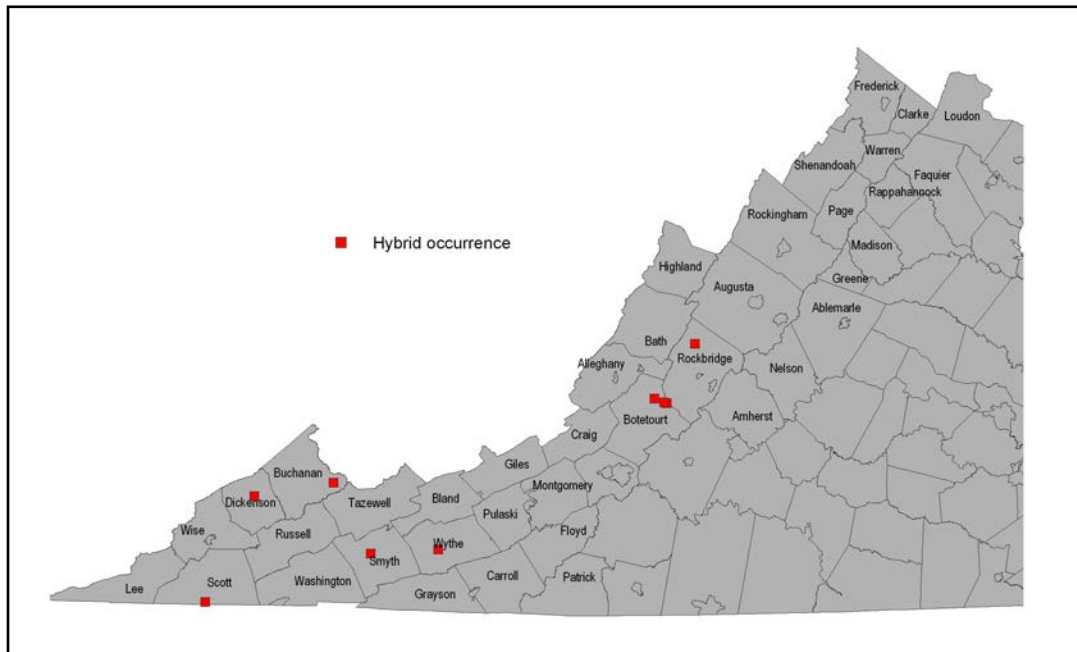 Frederick
Clarke
Loudon
Warren
Shenandoah
Faquier
Rappahannock
Page
Rockingham
Hybrid occurrence
Madison
Highland
Greene
Augusta
Ablemarle
Bath
Rockbridge
Alleghany
Nelson
Amherst
Botetourt
Craig
Giles
Buchanan
Montgomery
Bland
Dickenson
Tazewell
Pulaski
Wise
Russell
Floyd
Wythe
Smyth
Carroll
Patrick
Scott
Washington
Lee
Grayson